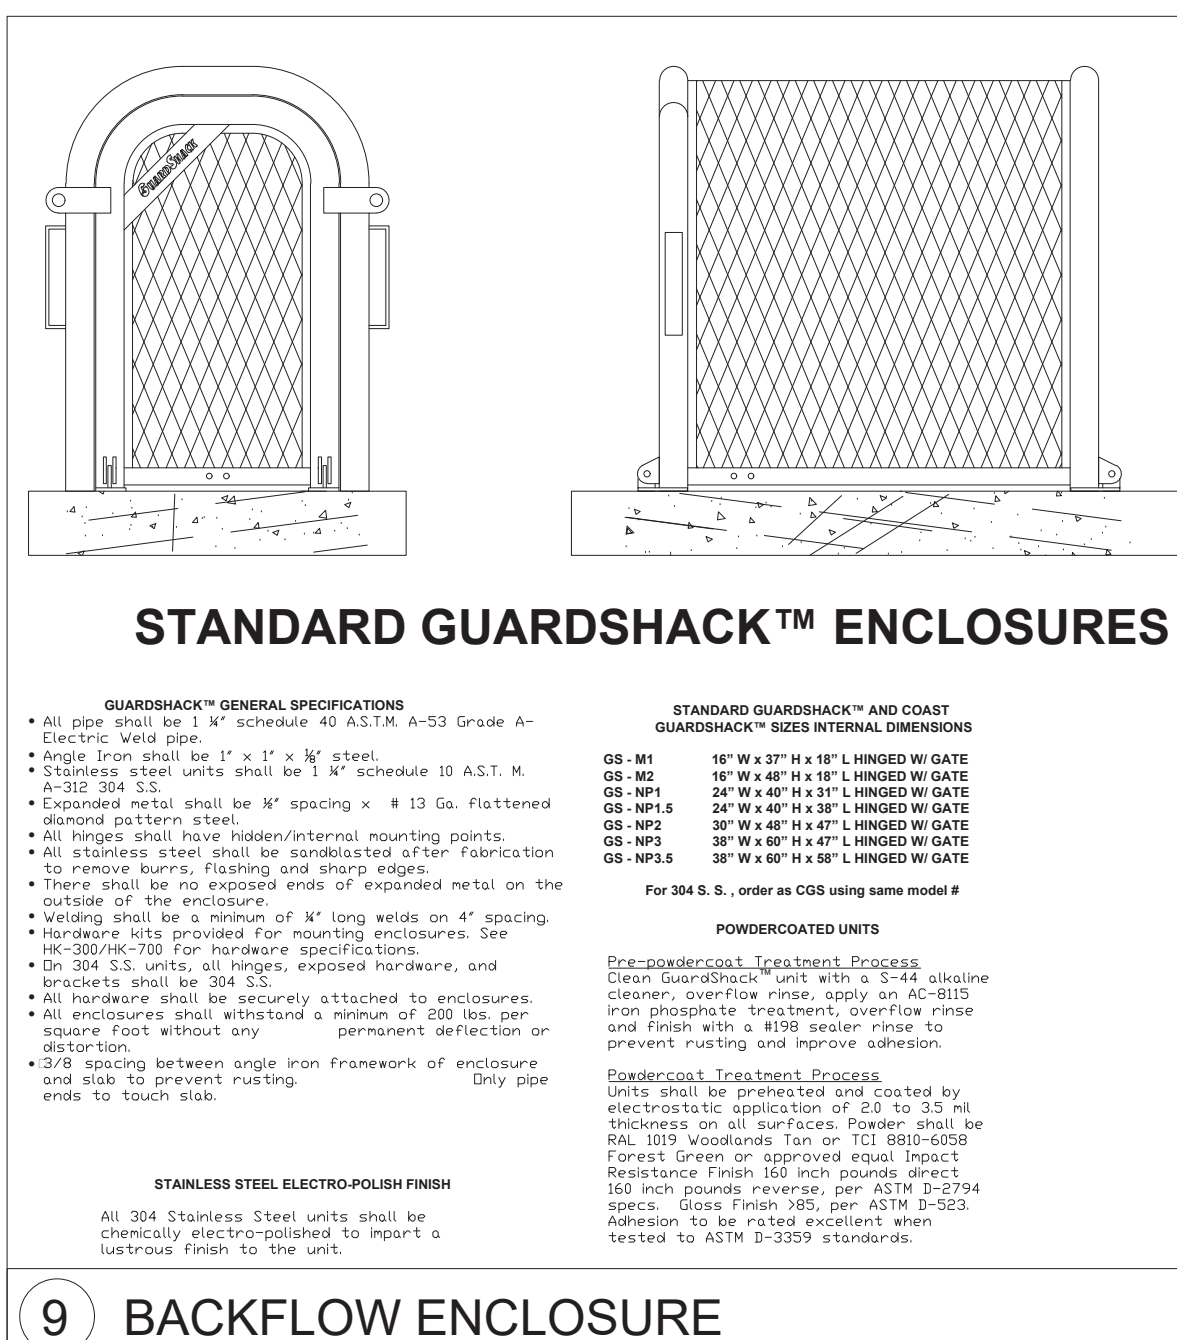 GUARDSHACK
STANDARD GUARDSHACK™ ENCLOSURES
GUARDSHACK™ GENERAL SPECIFICATIONS
• All pipe shall be 1 ¼" schedule 40 A.S.T.M. A-53 Grade A-
Electric Weld pipe.
• Angle Iron shall be 1" x 1" x ⅛" steel.
• Stainless steel units shall be 1 ¼" schedule 10 A.S.T. M.
A-312 304 S.S.
• Expanded metal shall be ½" spacing x # 13 Ga. flattened
diamond pattern steel.
• All hinges shall have hidden/internal mounting points.
• All stainless steel shall be sandblasted after fabrication
to remove burrs, flashing and sharp edges.
• There shall be no exposed ends of expanded metal on the
outside of the enclosure.
• Welding shall be a minimum of ¼" long welds on 4" spacing.
• Hardware kits provided for mounting enclosures. See
HK-300/HK-700 for hardware specifications.
• On 304 S.S. units, all hinges, exposed hardware, and
brackets shall be 304 S.S.
• All hardware shall be securely attached to enclosures.
• All enclosures shall withstand a minimum of 200 lbs. per
square foot without any permanent deflection or
distortion.
• 3/8 spacing between angle iron framework of enclosure
and slab to prevent rusting. Only pipe
ends to touch slab.
STAINLESS STEEL ELECTRO-POLISH FINISH
All 304 Stainless Steel units shall be
chemically electro-polished to impart a
lustrous finish to the unit.
STANDARD GUARDSHACK™ AND COAST
GUARDSHACK™ SIZES INTERNAL DIMENSIONS
GS - M1 16” W x 37” H x 18” L HINGED W/ GATE
GS - M2 16” W x 48” H x 18” L HINGED W/ GATE
GS - NP1 24” W x 40” H x 31” L HINGED W/ GATE
GS - NP1.5 24” W x 40” H x 38” L HINGED W/ GATE
GS - NP2 30” W x 48” H x 47” L HINGED W/ GATE
GS - NP3 38” W x 60” H x 47” L HINGED W/ GATE
GS - NP3.5 38” W x 60” H x 58” L HINGED W/ GATE
For 304 S. S. , order as CGS using same model #
POWDERCOATED UNITS
Pre-powdercoat Treatment Process
Clean GuardShack™ unit with a S-44 alkaline
cleaner, overflow rinse, apply an AC-8115
iron phosphate treatment, overflow rinse
and finish with a #198 sealer rinse to
prevent rusting and improve adhesion.
Powdercoat Treatment Process
Units shall be preheated and coated by
electrostatic application of 2.0 to 3.5 mil
thickness on all surfaces. Powder shall be
RAL 1019 Woodlands Tan or TCI 8810-6058
Forest Green or approved equal Impact
Resistance Finish 160 inch pounds direct
160 inch pounds reverse, per ASTM D-2794
specs. Gloss Finish >85, per ASTM D-523.
Adhesion to be rated excellent when
tested to ASTM D-3359 standards.
9 BACKFLOW ENCLOSURE